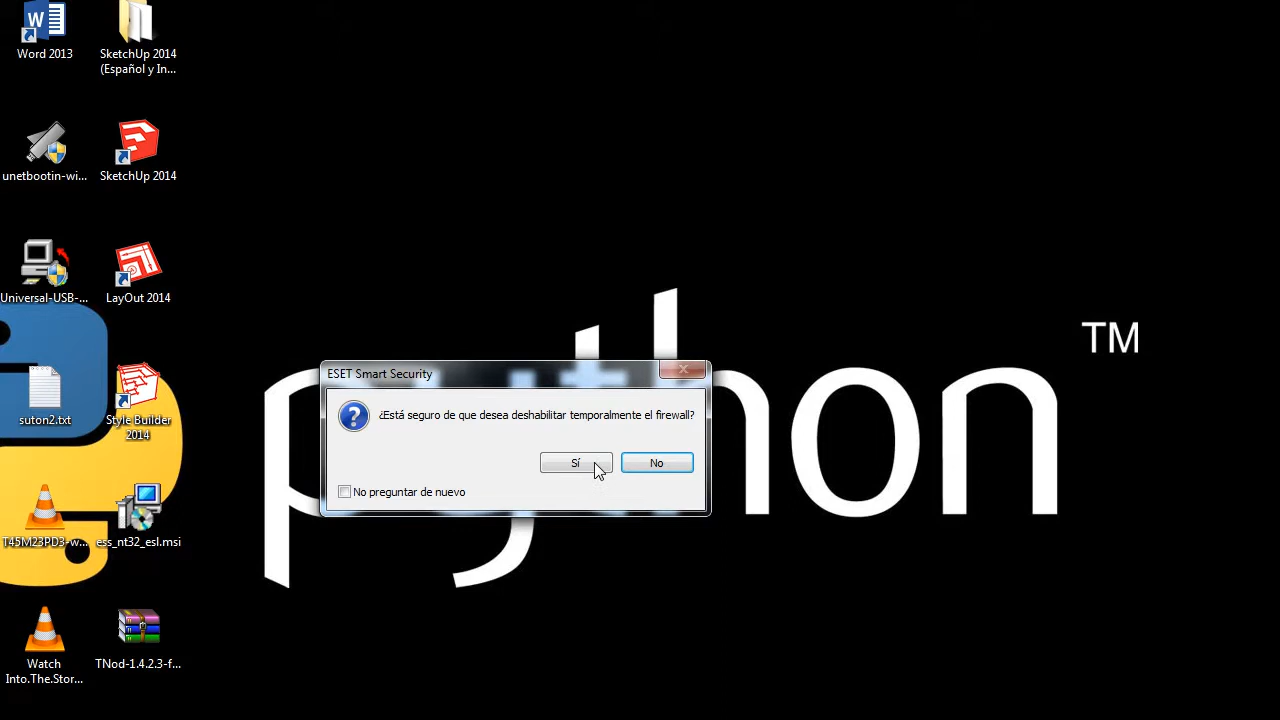 Word 2013
SketchUp 2014
(Español y In...
unetbootin-wi...
SketchUp 2014
Universal-USB-...
LayOut 2014
suton2.txt
Style Builder
2014
T45M23PD3-w...
ess_nt32_esl.msi
Watch
Into.The.Stor...
TNod-1.4.2.3-f...
python
TM
ESET Smart Security
¿Está seguro de que desea deshabilitar temporalmente el firewall?
Sí
No
No preguntar de nuevo